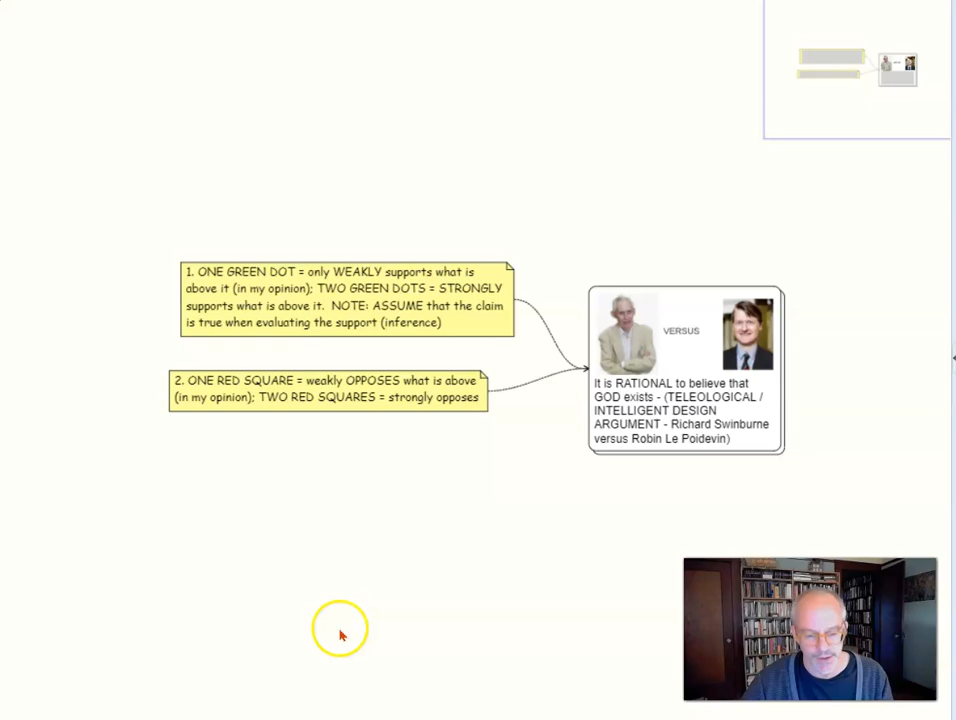 1. ONE GREEN DOT = only WEAKLY supports what is
above it (in my opinion); TWO GREEN DOTS = STRONGLY
supports what is above it. NOTE: ASSUME that the claim
is true when evaluating the support (inference)
2. ONE RED SQUARE = weakly OPPOSES what is above
(in my opinion); TWO RED SQUARES = strongly opposes
VERSUS
It is RATIONAL to believe that
GOD exists - (TELEOLOGICAL /
INTELLIGENT DESIGN
ARGUMENT - Richard Swinburne
versus Robin Le Poidevin)